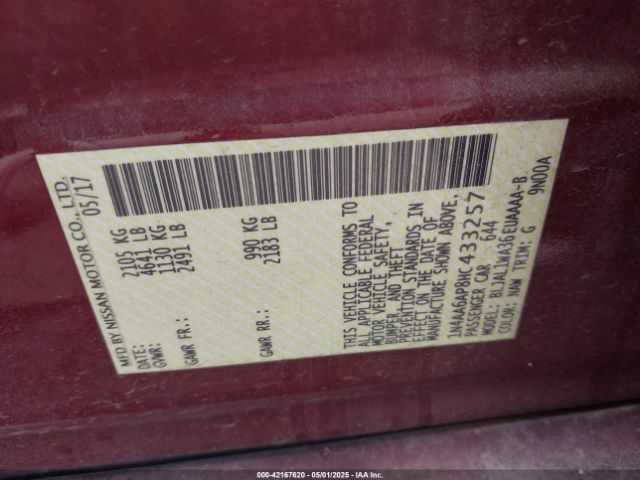 MFD BY NISSAN MOTOR CO., LTD.
DATE: 05/17
GVWR: 2105 KG
4641 LB
GAWR FR: 1130 KG
2491 LB
GAWR RR: 990 KG
2183 LB
THIS VEHICLE CONFORMS TO
ALL APPLICABLE FEDERAL
MOTOR VEHICLE SAFETY,
BUMPER, AND THEFT
PREVENTION STANDARDS IN
EFFECT ON THE DATE OF
MANUFACTURE SHOWN ABOVE.
1N4AA6AP8HC433257
PASSENGER CAR 644
MODEL: BLJAL1WA36EUAAAA-B
COLOR: NAW TRIM: G 9N00A
000-42167620 - 05/01/2025 - IAA Inc.